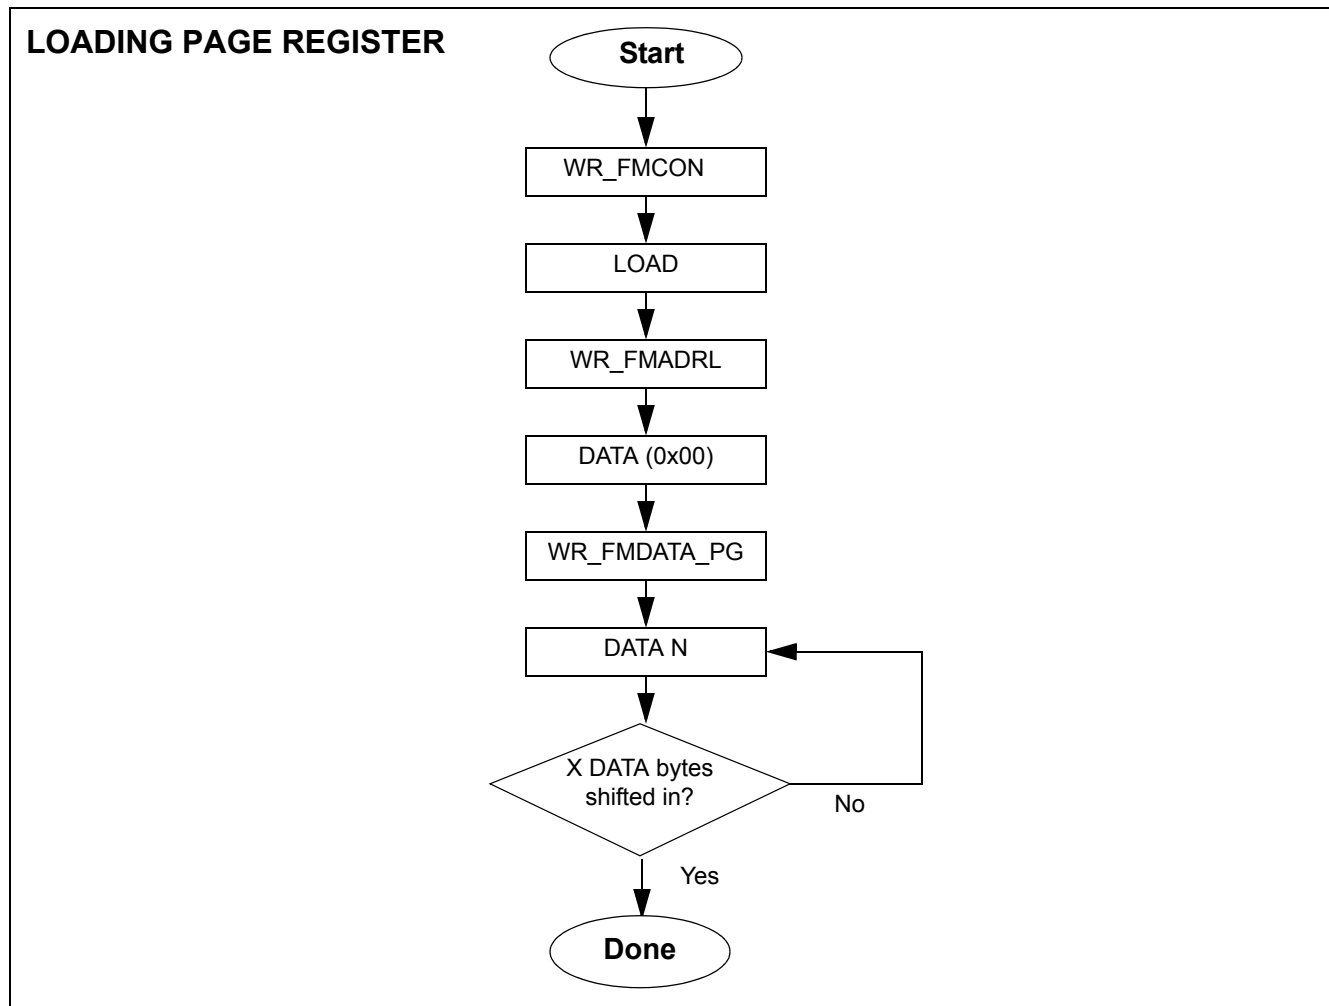 LOADING PAGE REGISTER
Start
WR_FMCON
LOAD
WR_FMADRL
DATA (0x00)
WR_FMDATA_PG
DATA N
X DATA bytes
shifted in?
No
Yes
Done